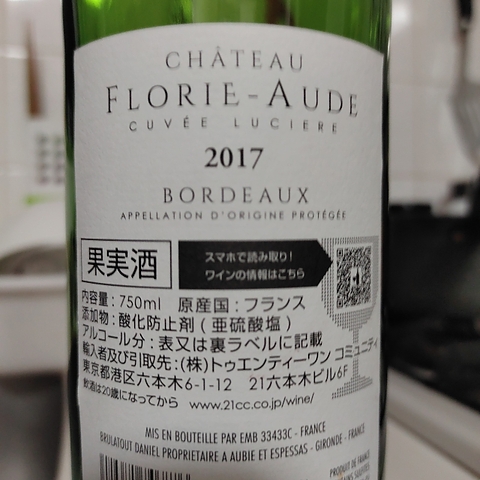 CHÂTEAU
FLORIE-AUDE
CUVÉE LUCIERE
2017
BORDEAUX
APPELLATION D'ORIGINE PROTÉGÉE
果実酒
スマホで読み取り!
ワインの情報はこちら
内容量:750ml 原産国:フランス
添加物:酸化防止剤(亜硫酸塩)
アルコール分:表又は裏ラベルに記載
輸入者及び引取先:(株)トゥエンティーワン コミュニティ
東京都港区六本木6-1-12 21六本木ビル6F
飲酒は20歳になってから www.21cc.co.jp/wine/
MIS EN BOUTEILLE PAR EMB 33433C - FRANCE
BRULATOUT DANIEL PROPRIETAIRE A AUBIE ET ESPESSAS - GIRONDE - FRANCE
PRODUIT DE FRANCE